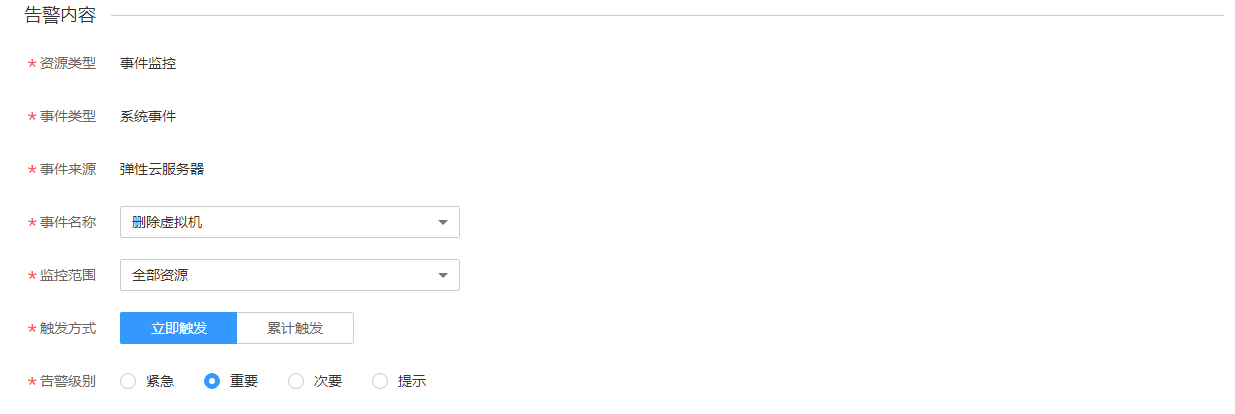 告警内容
* 资源类型 事件监控
* 事件类型 系统事件
* 事件来源 弹性云服务器
* 事件名称 删除虚拟机
* 监控范围 全部资源
* 触发方式 立即触发 累计触发
* 告警级别 紧急 重要 次要 提示